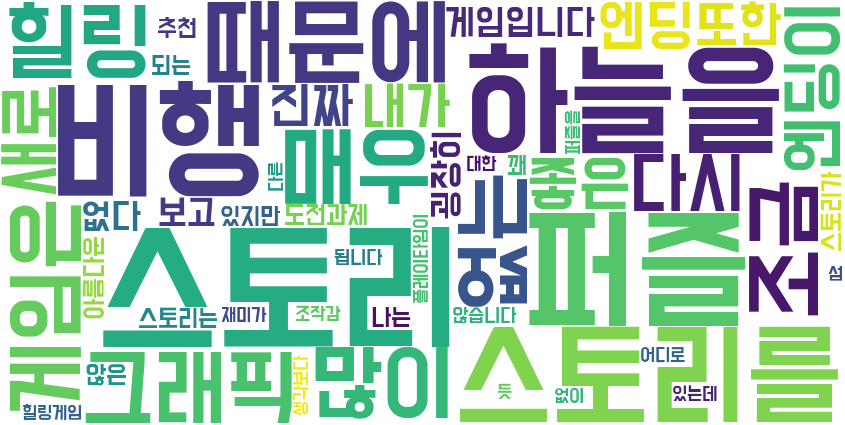 힐링
추천
되는
때문에
게임입니다
엔딩또한
엔딩이
새로
비행
진짜
내가
하늘을
매우
다른
굉장히
대한
꽤
퍼즐을
좋은
다시
조금
스토리가
없다
보고
있지만
도전과제
없는
퍼즐
게임은
아름다운
스토리
됩니다
플레이타임이
섬
스토리는
재미가
조작감
나는
않습니다
않은
그래픽
생각보다
많이
스토리를
어디로
듯
없이
있는데
힐링게임